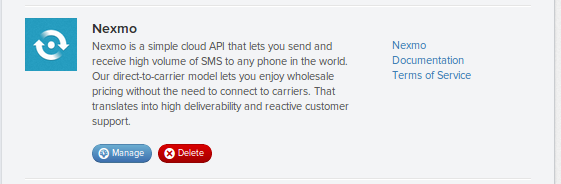 Nexmo
Nexmo is a simple cloud API that lets you send and
receive high volume of SMS to any phone in the world.
Our direct-to-carrier model lets you enjoy wholesale
pricing without the need to connect to carriers. That
translates into high deliverability and reactive customer
support.
Nexmo
Documentation
Terms of Service
Manage
Delete